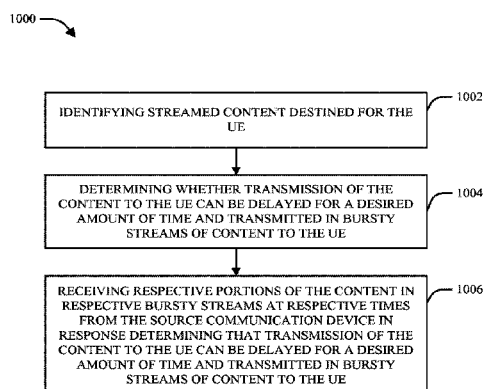 1000
IDENTIFYING STREAMED CONTENT DESTINED FOR THE
UE
1002
DETERMINING WHETHER TRANSMISSION OF THE
CONTENT TO THE UE CAN BE DELAYED FOR A DESIRED
AMOUNT OF TIME AND TRANSMITTED IN BURSTY
STREAMS OF CONTENT TO THE UE
1004
RECEIVING RESPECTIVE PORTIONS OF THE CONTENT IN
RESPECTIVE BURSTY STREAMS AT RESPECTIVE TIMES
FROM THE SOURCE COMMUNICATION DEVICE IN
RESPONSE DETERMINING THAT TRANSMISSION OF THE
CONTENT TO THE UE CAN BE DELAYED FOR A DESIRED
AMOUNT OF TIME AND TRANSMITTED IN BURSTY
STREAMS OF CONTENT TO THE UE
1006